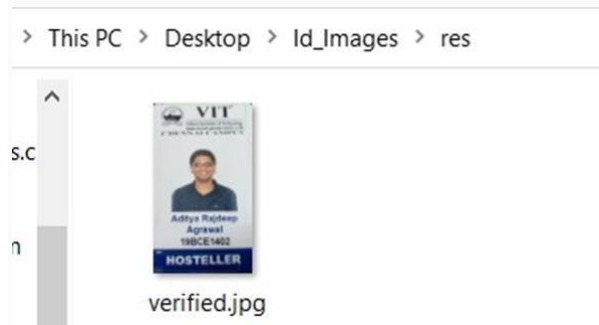 > This PC > Desktop > Id_Images > res
s.c
n
VIT
CHENNAI CAMPUS
Aditya Rajdeep
Agrawal
19BCE1402
HOSTELLER
verified.jpg